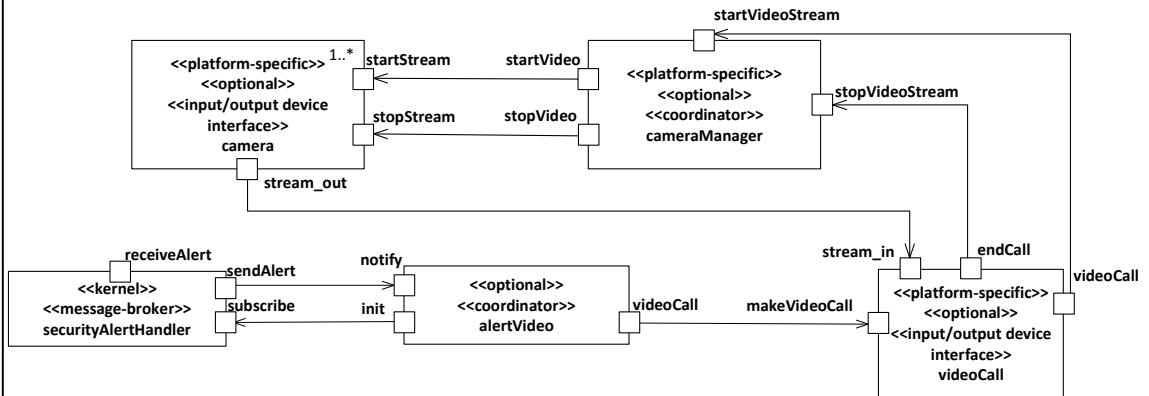 startVideoStream
1..*
<<platform-specific>>
<<optional>>
<<input/output device
interface>>
camera
startStream
stopStream
stream_out
startVideo
stopVideo
<<platform-specific>>
<<optional>>
<<coordinator>>
cameraManager
stopVideoStream
receiveAlert
<<kernel>>
<<message-broker>>
securityAlertHandler
sendAlert
subscribe
notify
init
<<optional>>
<<coordinator>>
alertVideo
videoCall
makeVideoCall
stream_in
endCall
videoCall
<<platform-specific>>
<<optional>>
<<input/output device
interface>>
videoCall